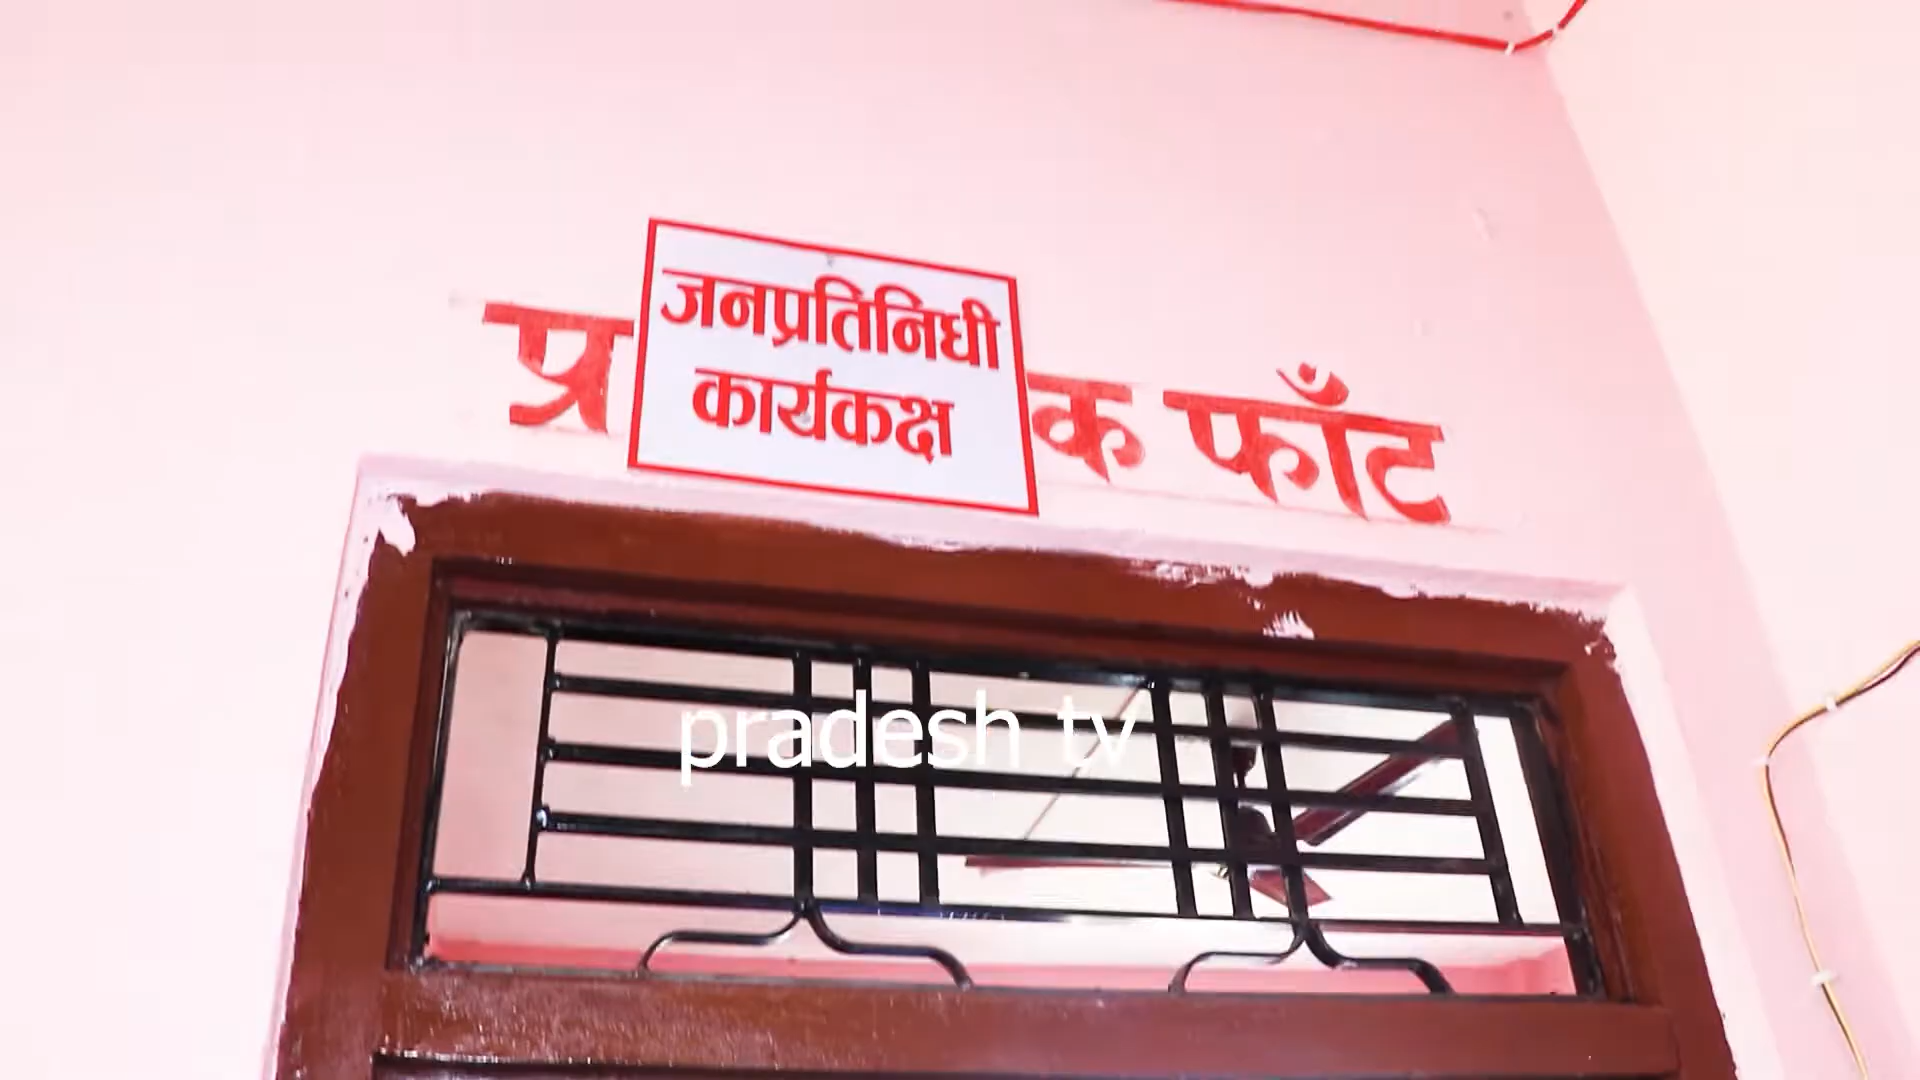 जनप्रतिनिधी
कार्यकक्ष
प्र
क फाँट
pradesh tv